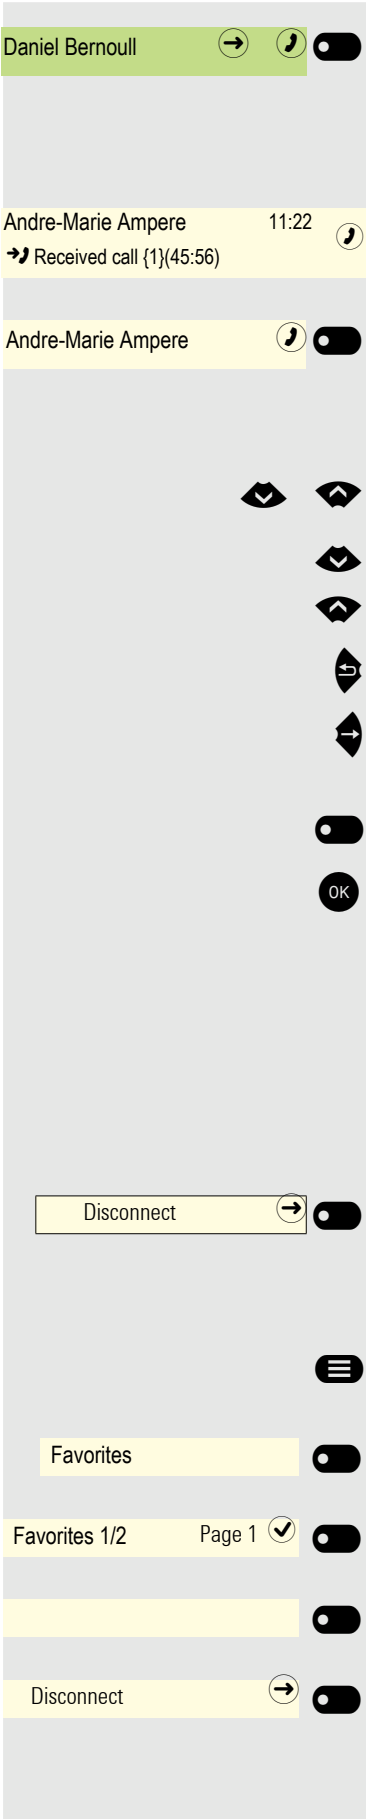 Daniel Bernoull
Andre-Marie Ampere 11:22
Received call {1}(45:56)
Andre-Marie Ampere
OK
Disconnect
Favorites
Favorites 1/2 Page 1
Disconnect